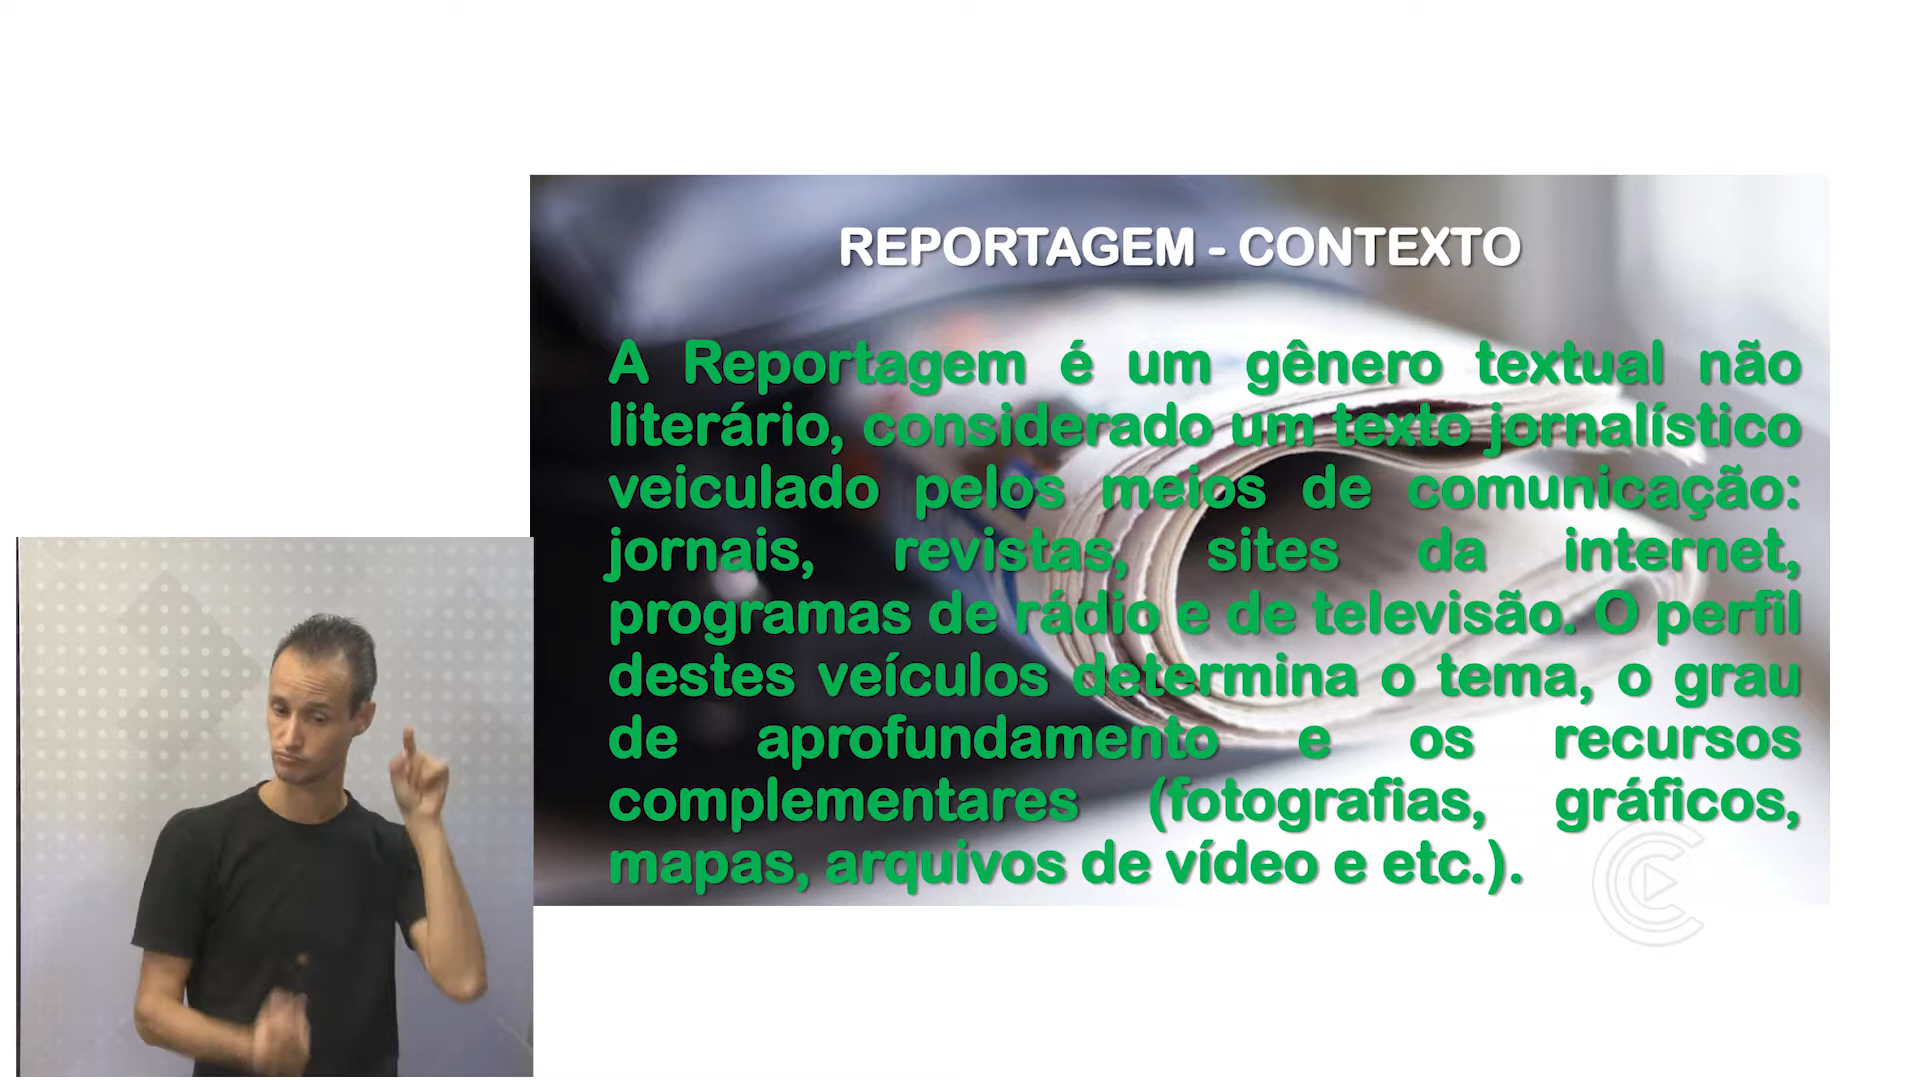 REPORTAGEM - CONTEXTO
A Reportagem é um gênero textual não
literário, considerado um texto jornalístico
veiculado pelos meios de comunicação:
jornais, revistas, sites da internet,
programas de rádio e de televisão. O perfil
destes veículos determina o tema, o grau
de aprofundamento e os recursos
complementares (fotografias, gráficos,
mapas, arquivos de vídeo e etc.).